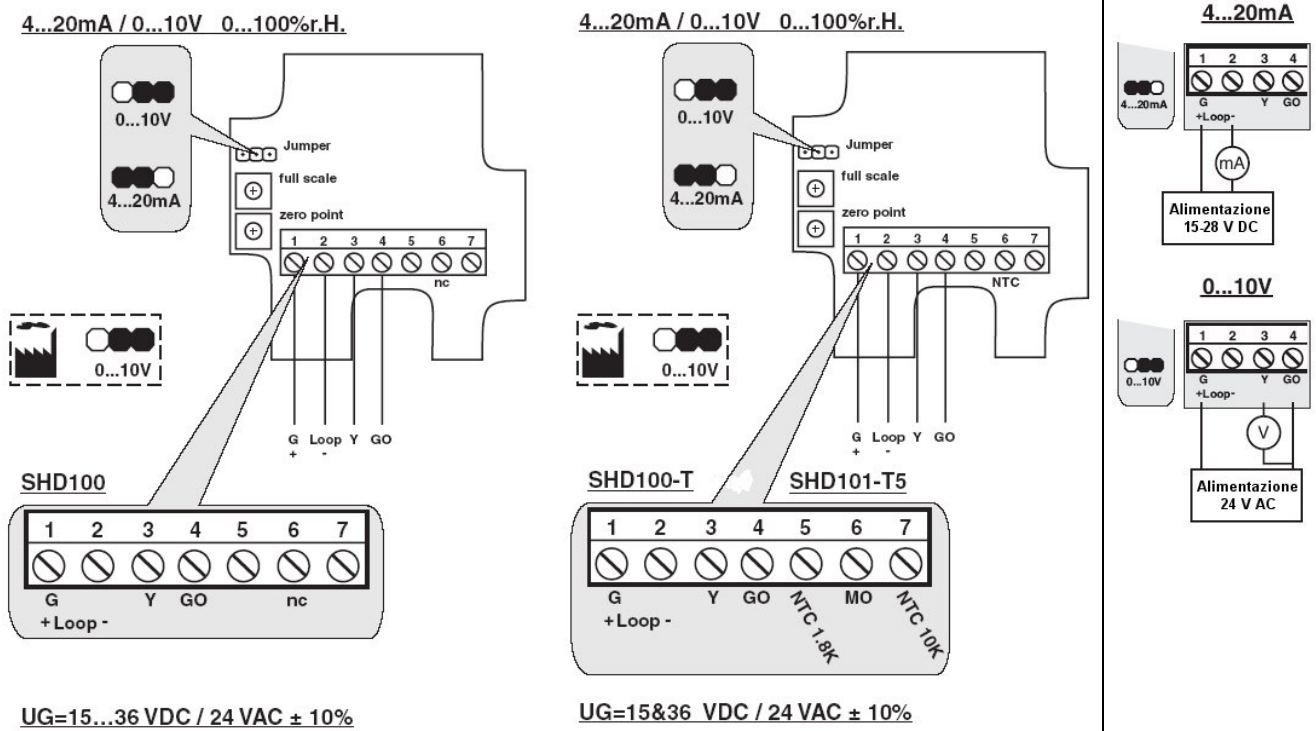 4...20mA / 0...10V 0...100%r.H.
0...10V
4...20mA
Jumper
full scale
zero point
1 2 3 4 5 6 7
nc
0...10V
G Loop Y GO
+ -
SHD100
1 2 3 4 5 6 7
G Y GO nc
+Loop -
UG=15...36 VDC / 24 VAC ± 10%
4...20mA / 0...10V 0...100%r.H.
0...10V
4...20mA
Jumper
full scale
zero point
1 2 3 4 5 6 7
NTC
0...10V
G Loop Y GO
+ -
SHD100-T SHD101-T5
1 2 3 4 5 6 7
G Y GO NTC 1.8K MO NTC 10K
+Loop -
UG=15&36 VDC / 24 VAC ± 10%
4...20mA
1 2 3 4
4...20mA
G Y GO
+Loop-
mA
Alimentazione
15-28 V DC
0...10V
1 2 3 4
0...10V
G Y GO
+Loop-
V
Alimentazione
24 V AC